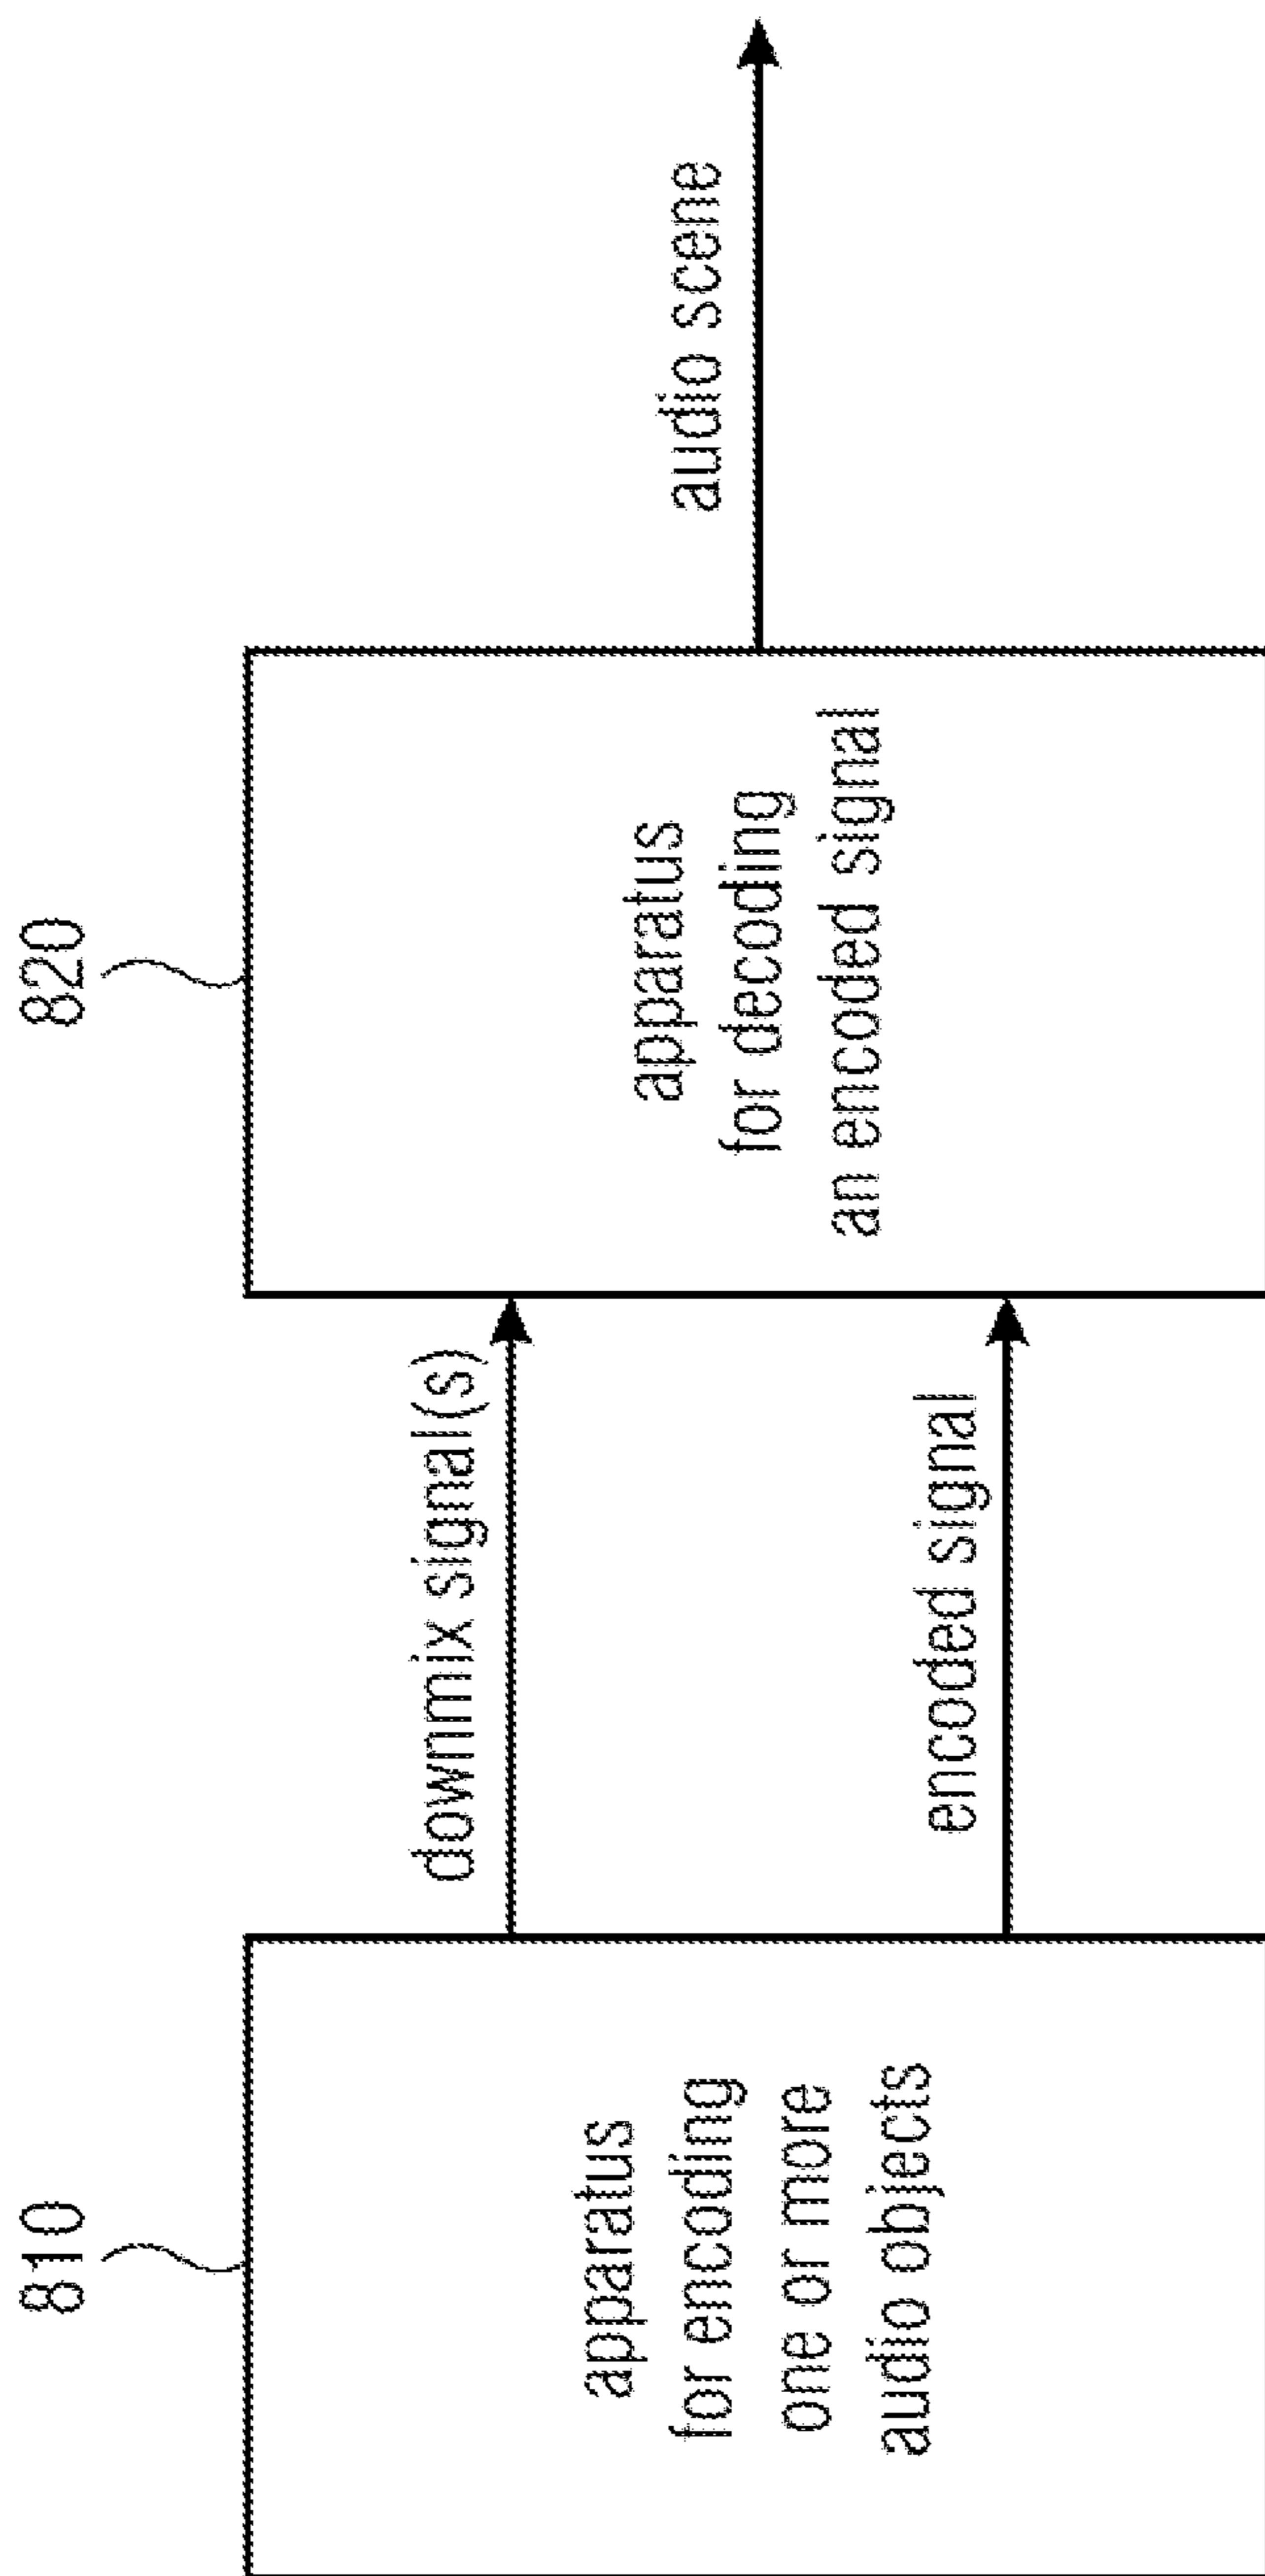 810
apparatus
for encoding
one or more
audio objects
downmix signal(s)
encoded signal
820
apparatus
for decoding
an encoded signal
audio scene